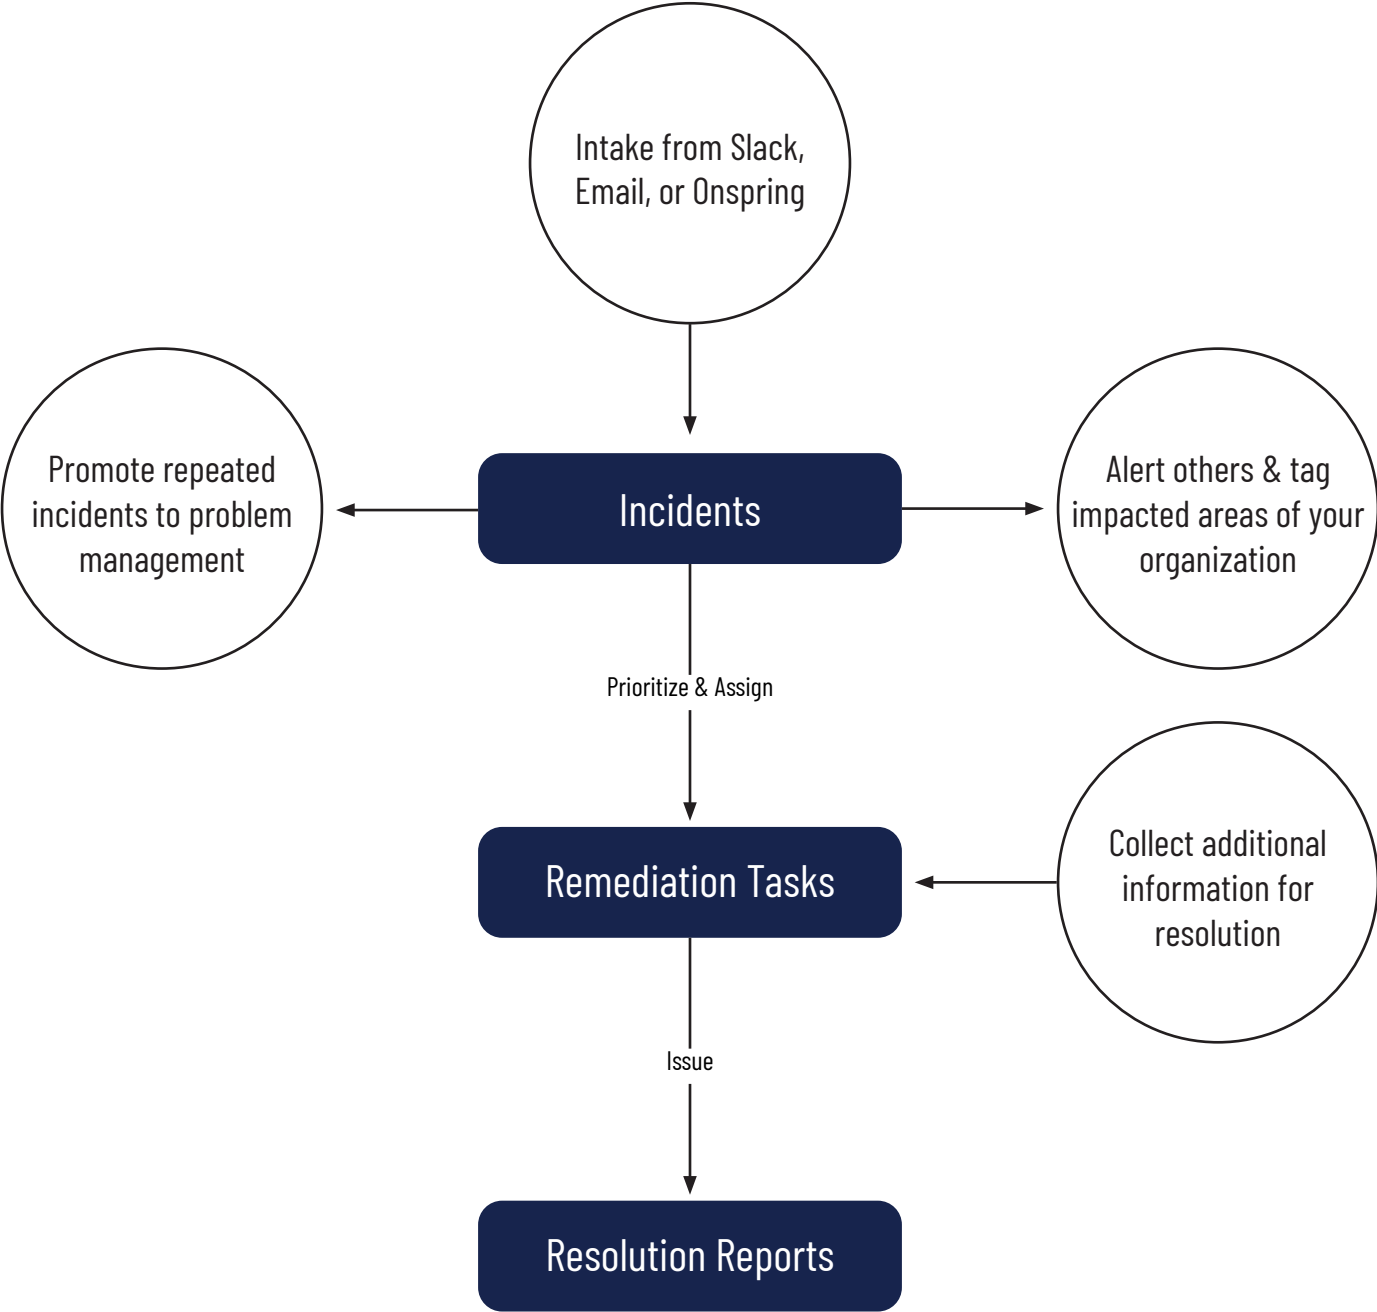 Intake from Slack,
Email, or Onspring
Promote repeated
incidents to problem
management
Incidents
Alert others & tag
impacted areas of your
organization
Prioritize & Assign
Remediation Tasks
Collect additional
information for
resolution
Issue
Resolution Reports